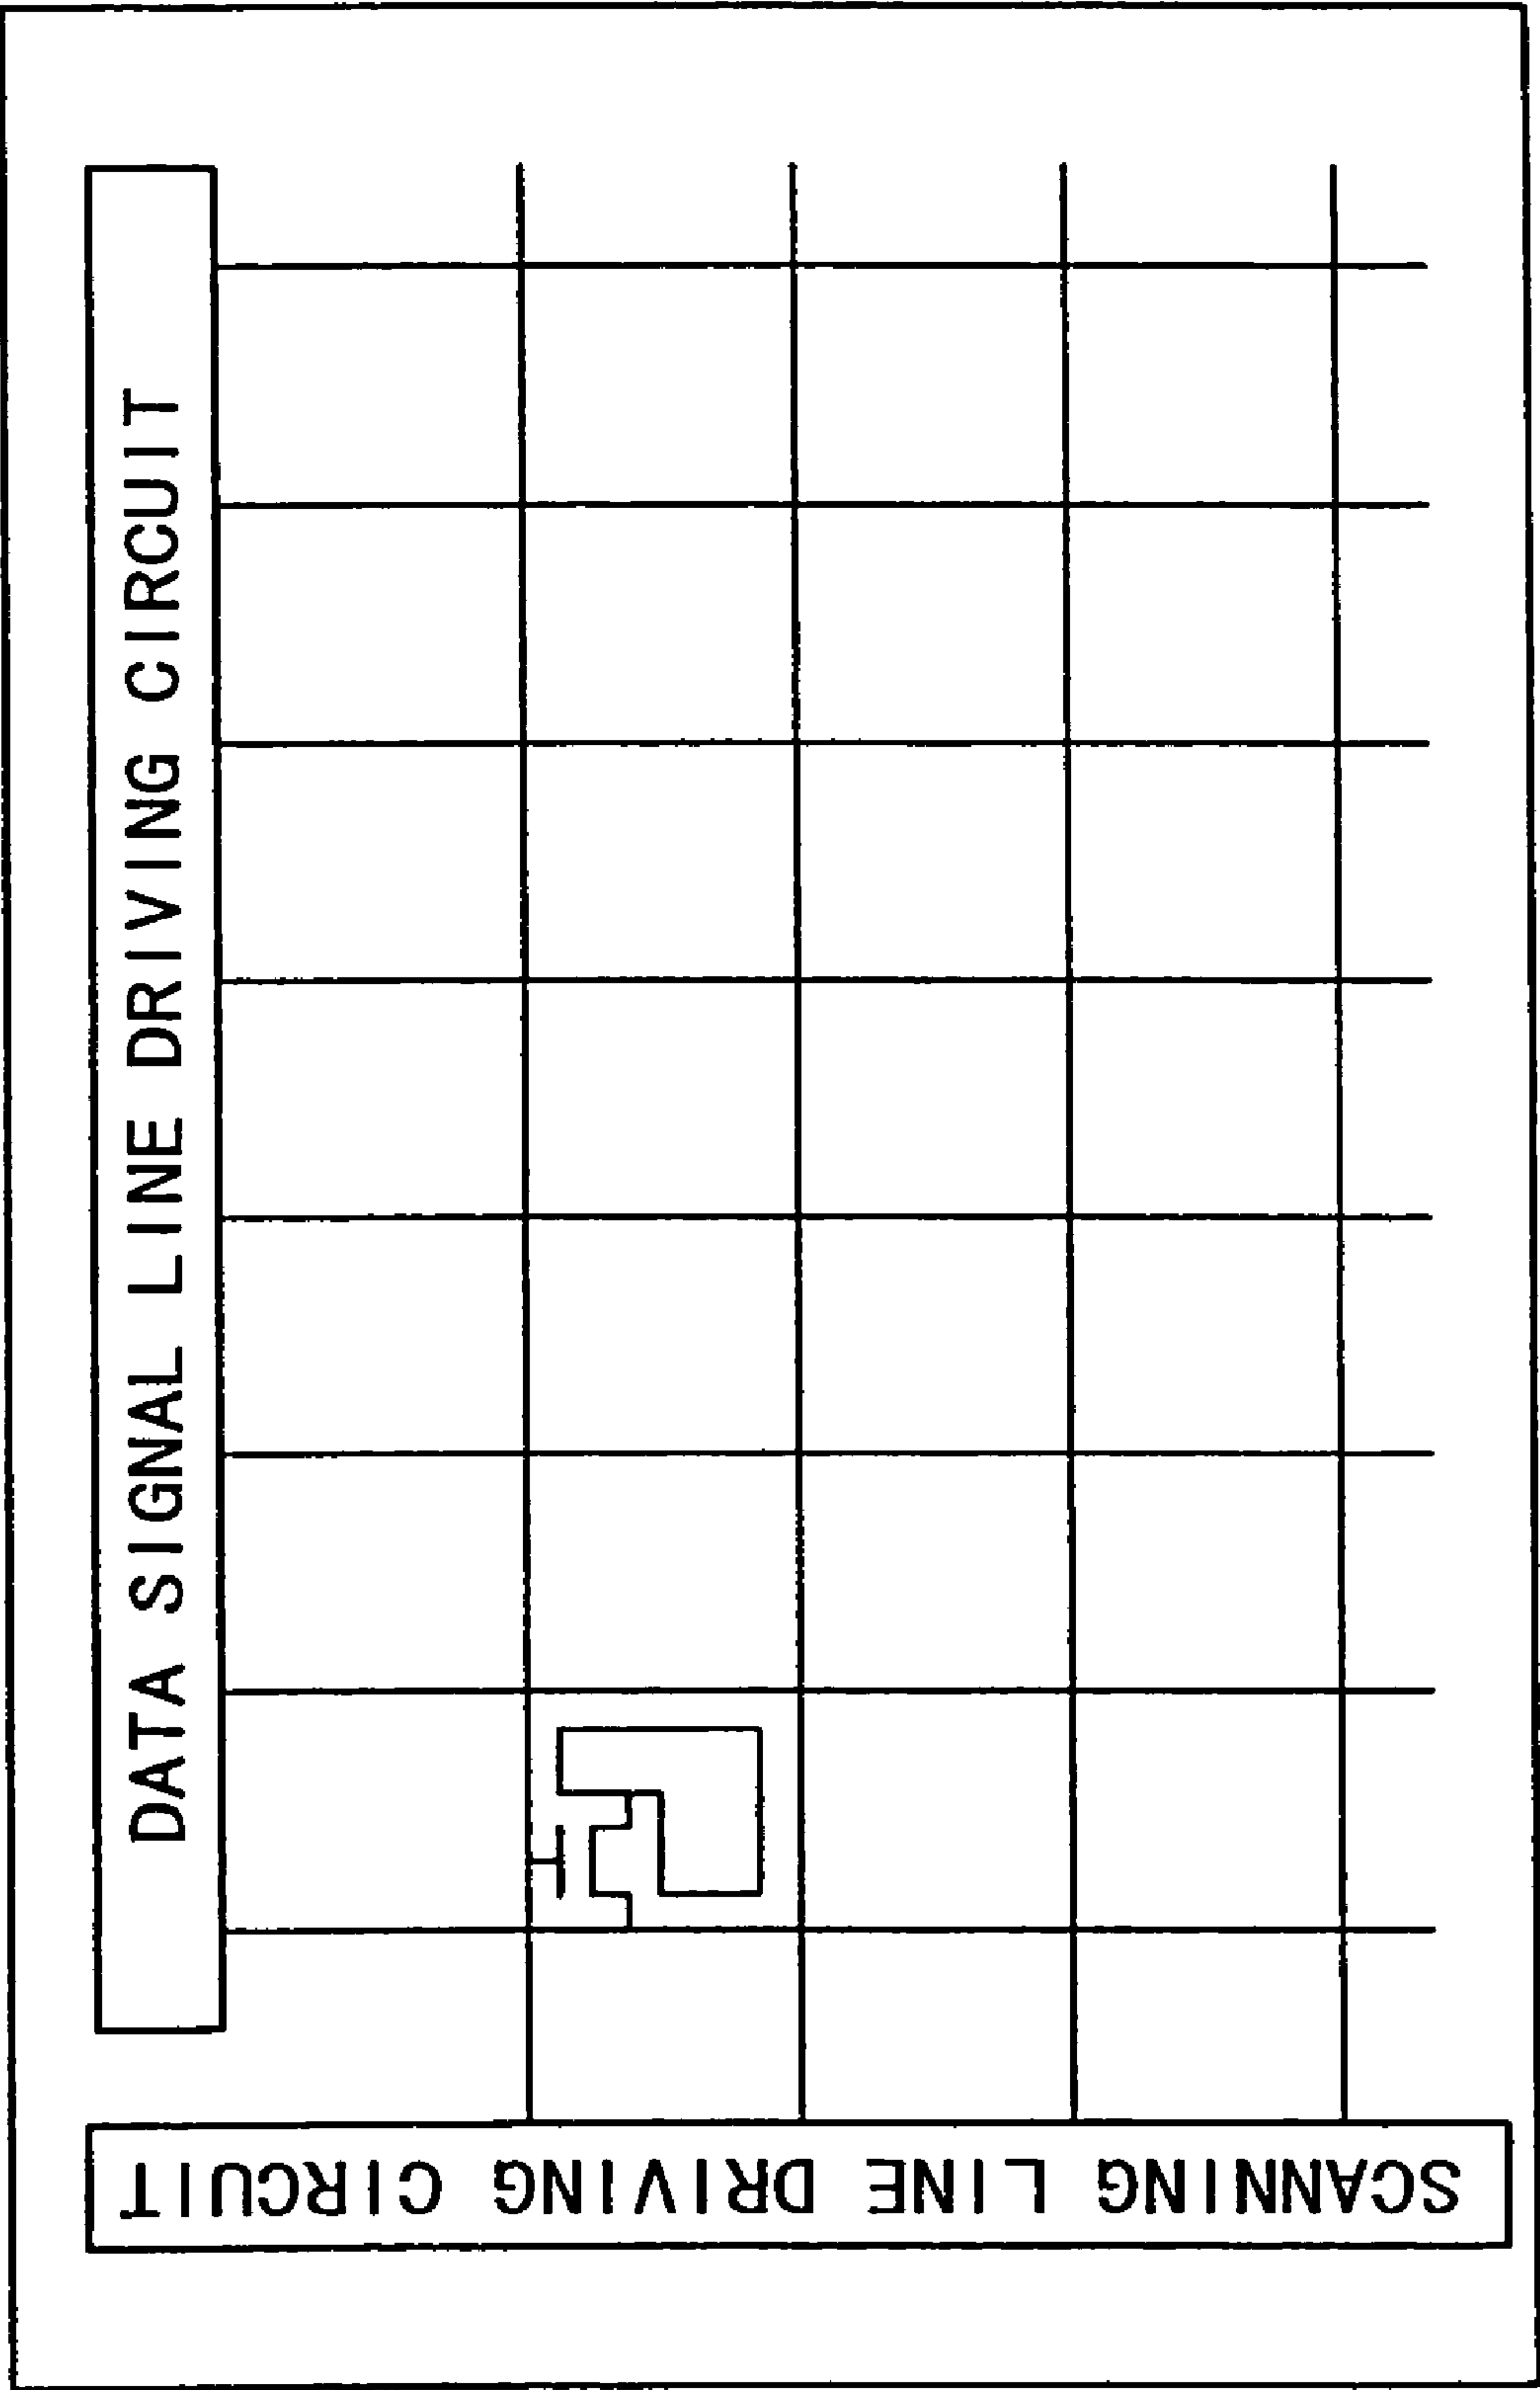 DATA SIGNAL LINE DRIVING CIRCUIT
SCANNING LINE DRIVING CIRCUIT